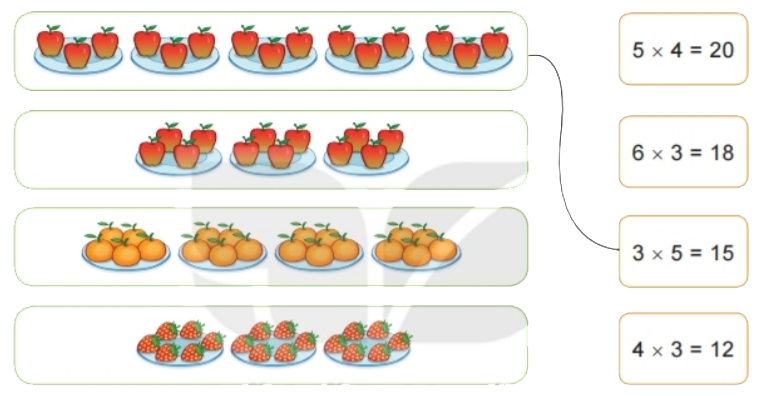 5 × 4 = 20
6 × 3 = 18
3 × 5 = 15
4 × 3 = 12